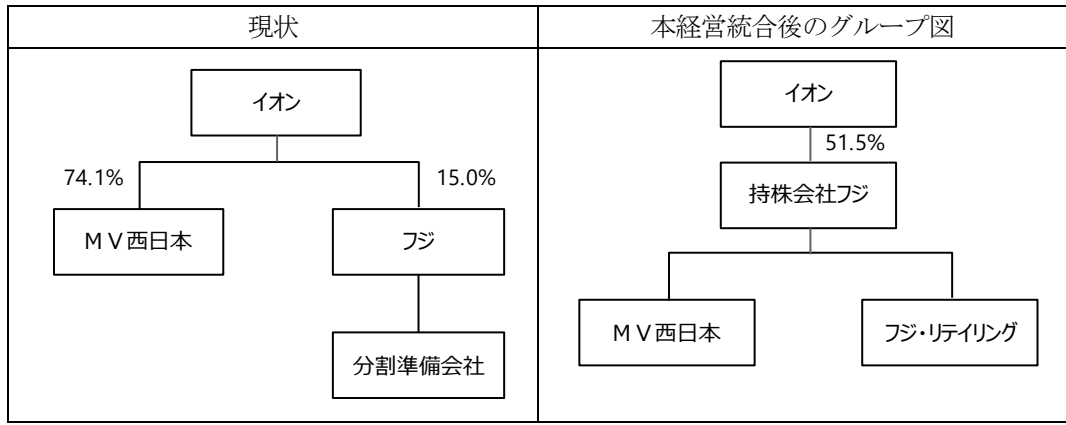 現状
イオン
74.1%
15.0%
ＭＶ西日本
フジ
分割準備会社
本経営統合後のグループ図
イオン
51.5%
持株会社フジ
ＭＶ西日本
フジ・リテイリング